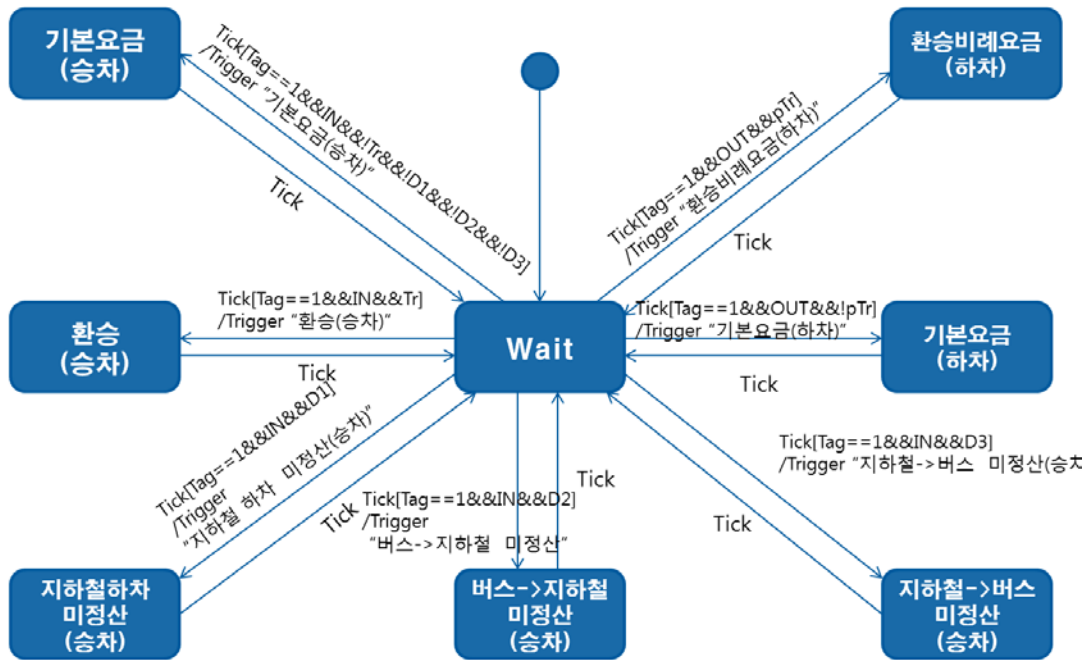 기본요금
(승차)
Tick[Tag==1&&IN&&!Tr&&!D1&&!D2&&!D3]
/Trigger “기본요금(승차)”
Tick
환승비례요금
(하차)
Tick[Tag==1&&OUT&&pTr]
/Trigger “환승비례요금(하차)”
Tick
환승
(승차)
Tick[Tag==1&&IN&&Tr]
/Trigger “환승(승차)”
Tick
Wait
Tick[Tag==1&&OUT&&!pTr]
/Trigger “기본요금(하차)”
Tick
기본요금
(하차)
Tick[Tag==1&&IN&&D1]
/Trigger
“지하철 하차 미정산(승차)”
Tick
Tick[Tag==1&&IN&&D2]
/Trigger
“버스->지하철 미정산”
Tick
Tick[Tag==1&&IN&&D3]
/Trigger “지하철->버스 미정산(승차
Tick
지하철하차
미정산
(승차)
버스->지하철
미정산
(승차)
지하철->버스
미정산
(승차)